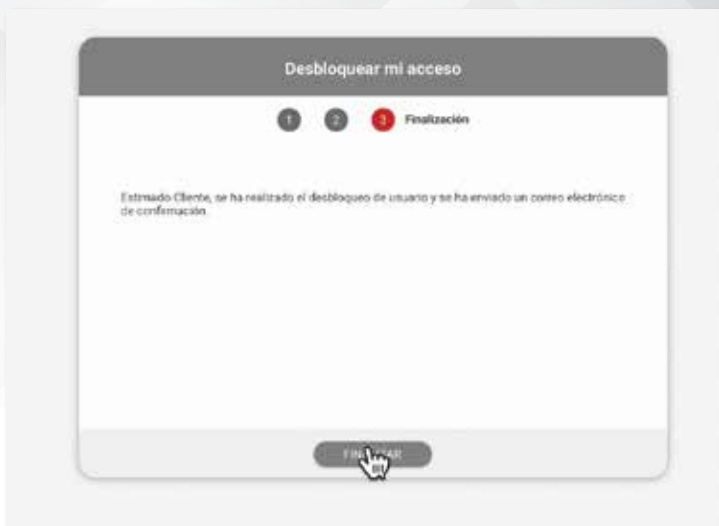 Desbloquear mi acceso
1 2 3 Finalización
Estimado Cliente, se ha realizado el desbloqueo de usuario y se ha enviado un correo electrónico
de confirmación.